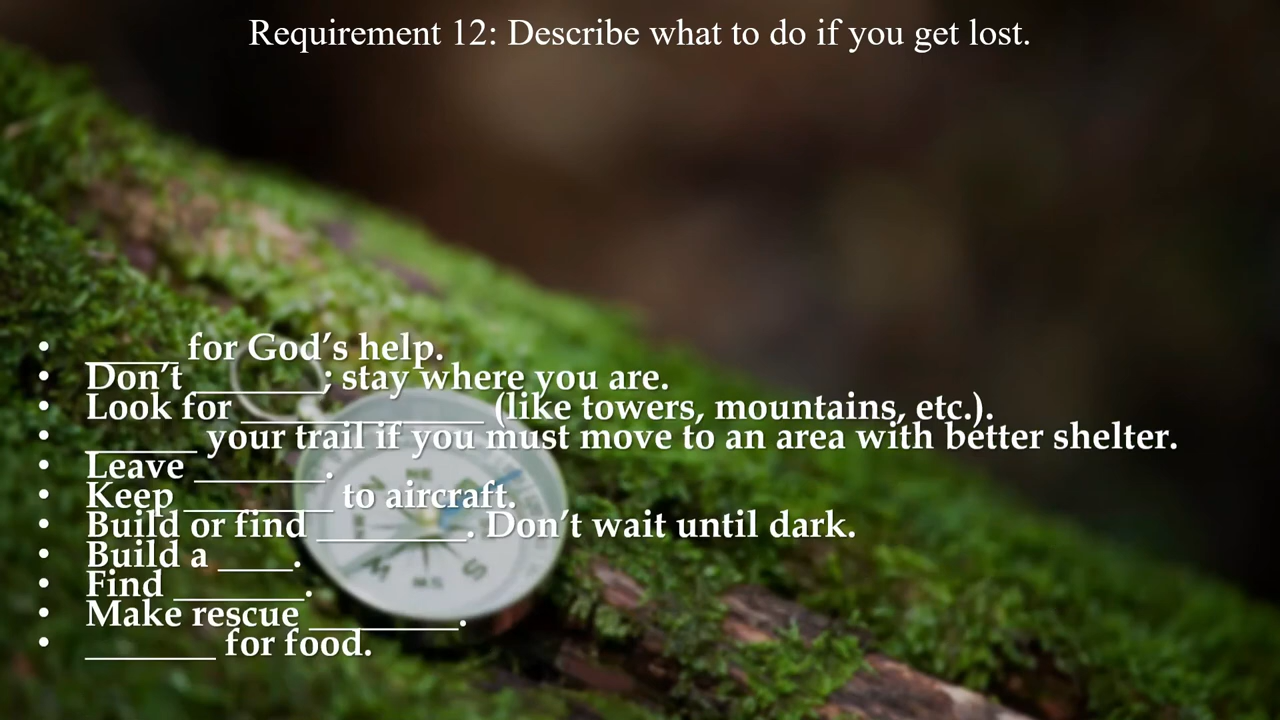 Requirement 12: Describe what to do if you get lost.
• _____ for God’s help.
• Don’t _______; stay where you are.
• Look for _____________ (like towers, mountains, etc.).
• ______ your trail if you must move to an area with better shelter.
• Leave _______.
• Keep ________ to aircraft.
• Build or find ________. Don’t wait until dark.
• Build a ____.
• Find _______.
• Make rescue ________.
• _______ for food.